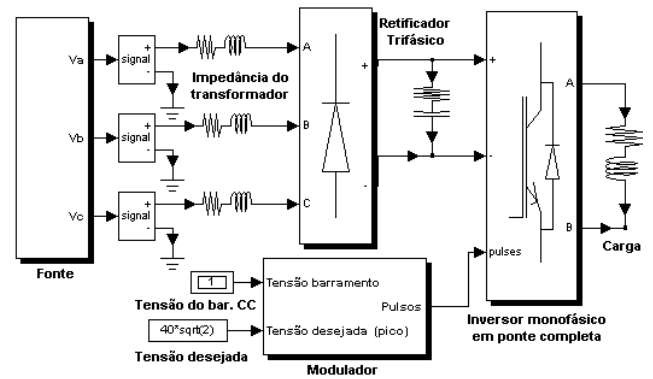 Va
+
signal
-
Impedância do
transformador
A
Retificador
Trifásico
+
+
A
Vb
+
signal
-
B
-
-
Vc
+
signal
-
C
B
Carga
Fonte
pulses
1
Tensão do bar. CC
Tensão barramento
Pulsos
40*sqrt(2)
Tensão desejada (pico)
Tensão desejada
Modulador
Inversor monofásico
em ponte completa